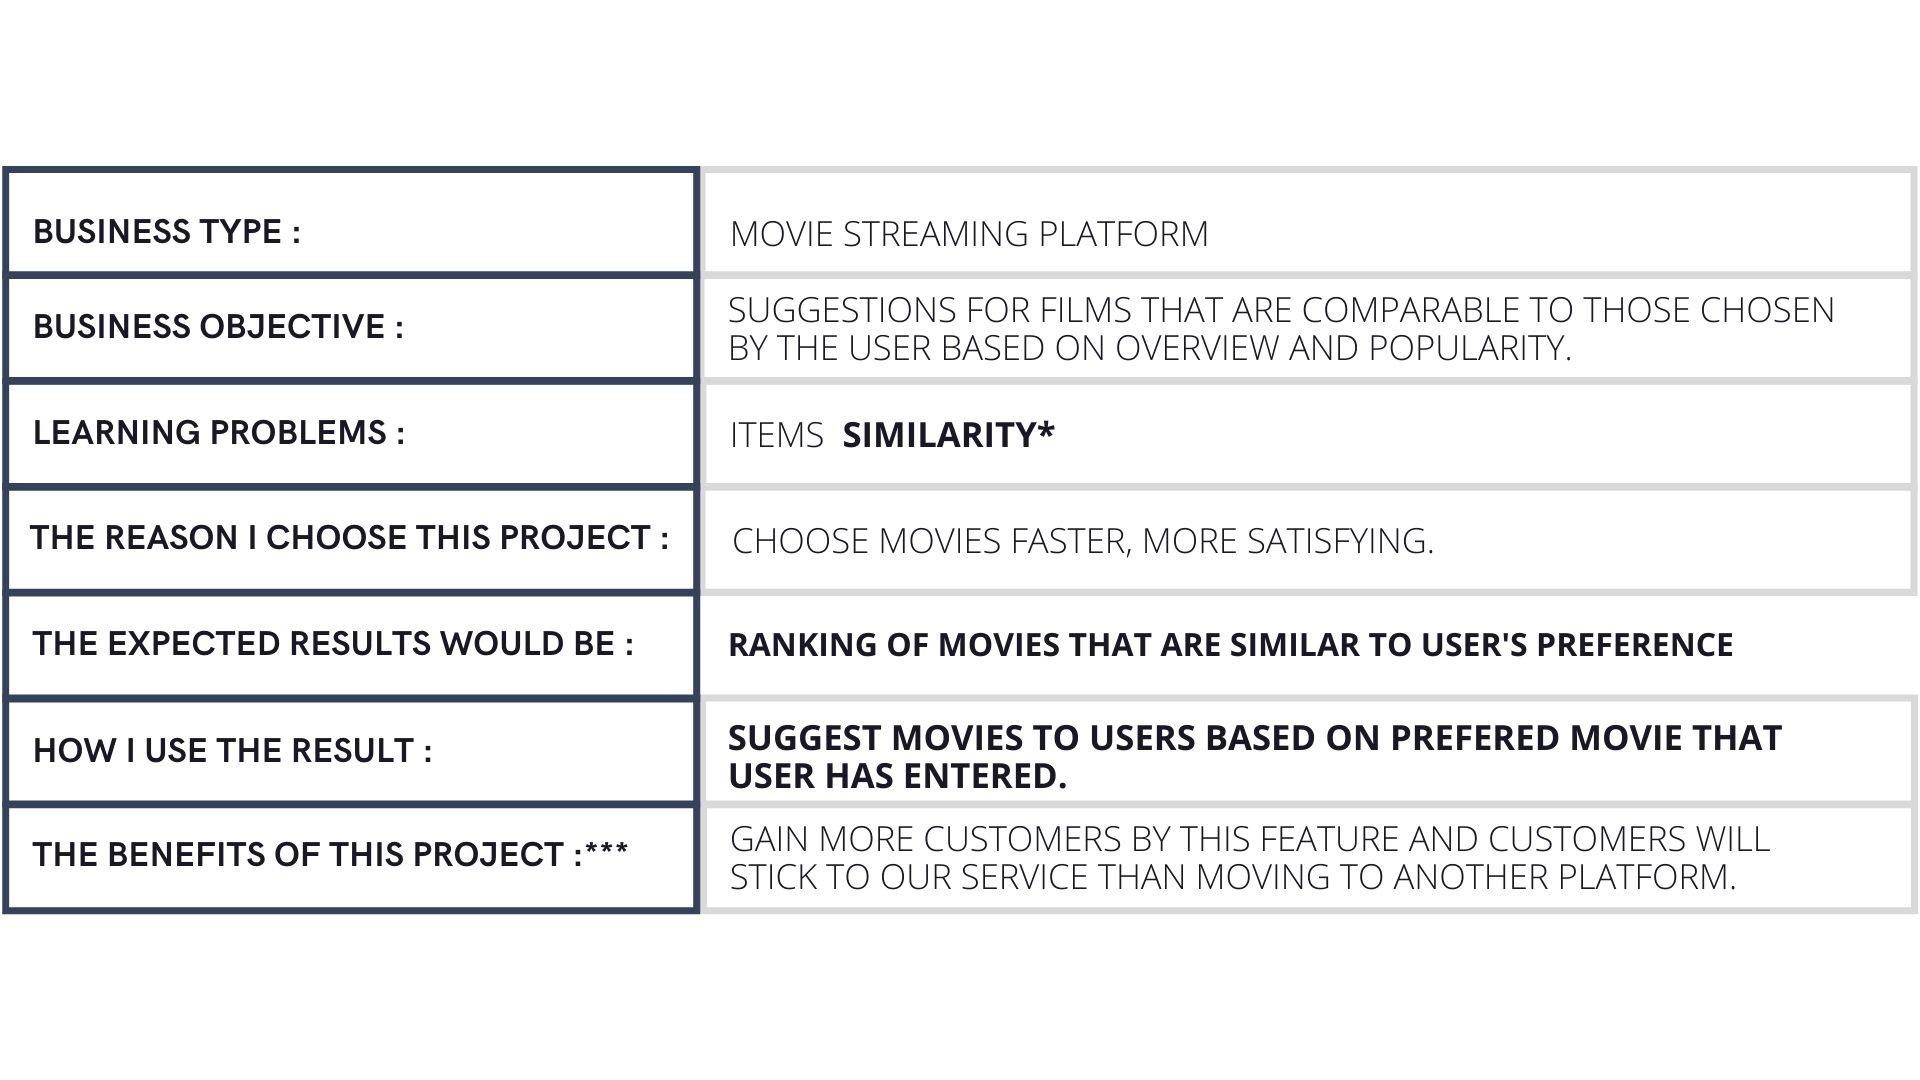 BUSINESS TYPE :
MOVIE STREAMING PLATFORM
BUSINESS OBJECTIVE :
SUGGESTIONS FOR FILMS THAT ARE COMPARABLE TO THOSE CHOSEN
BY THE USER BASED ON OVERVIEW AND POPULARITY.
LEARNING PROBLEMS :
ITEMS SIMILARITY*
THE REASON I CHOOSE THIS PROJECT :
CHOOSE MOVIES FASTER, MORE SATISFYING.
THE EXPECTED RESULTS WOULD BE :
RANKING OF MOVIES THAT ARE SIMILAR TO USER'S PREFERENCE
HOW I USE THE RESULT :
SUGGEST MOVIES TO USERS BASED ON PREFERED MOVIE THAT
USER HAS ENTERED.
THE BENEFITS OF THIS PROJECT :***
GAIN MORE CUSTOMERS BY THIS FEATURE AND CUSTOMERS WILL
STICK TO OUR SERVICE THAN MOVING TO ANOTHER PLATFORM.